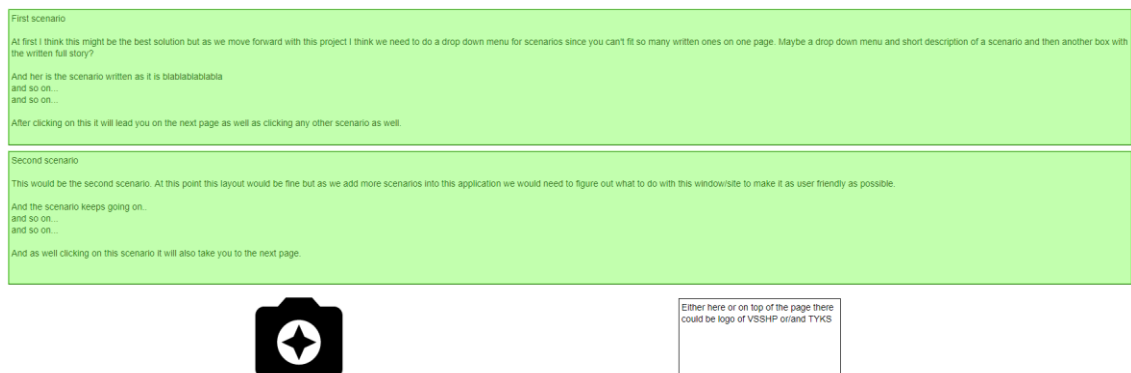 First scenario
At first I think this might be the best solution but as we move forward with this project I think we need to do a drop down menu for scenarios since you can't fit so many written ones on one page. Maybe a drop down menu and short description of a scenario and then another box with
the written full story?
And her is the scenario written as it is blablablablabla
and so on...
and so on...
After clicking on this it will lead you on the next page as well as clicking any other scenario as well.
Second scenario
This would be the second scenario. At this point this layout would be fine but as we add more scenarios into this application we would need to figure out what to do with this window/site to make it as user friendly as possible.
And the scenario keeps going on..
and so on...
and so on...
And as well clicking on this scenario it will also take you to the next page.
Either here or on top of the page there
could be logo of VSSHP or/and TYKS